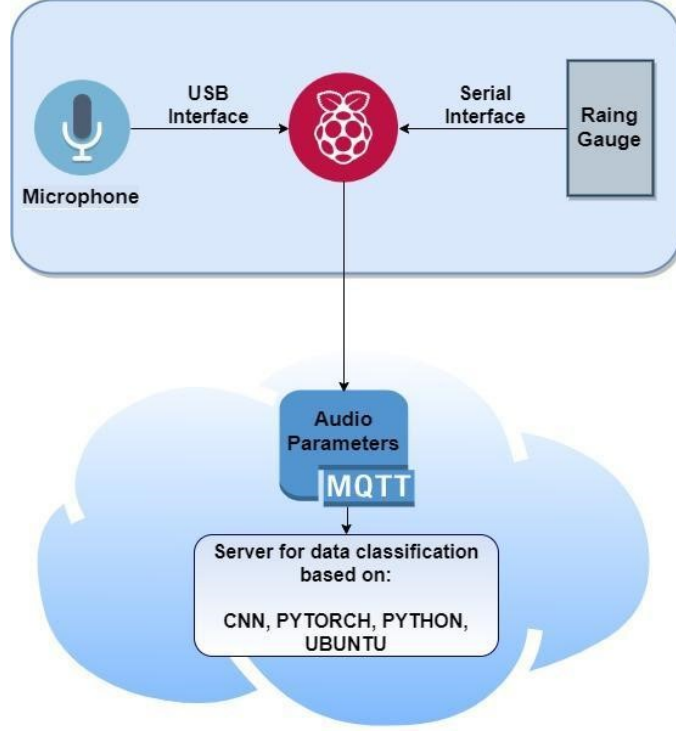 USB
Interface
Serial
Interface
Raing
Gauge
Microphone
Audio
Parameters
MQTT
Server for data classification
based on:
CNN, PYTORCH, PYTHON,
UBUNTU